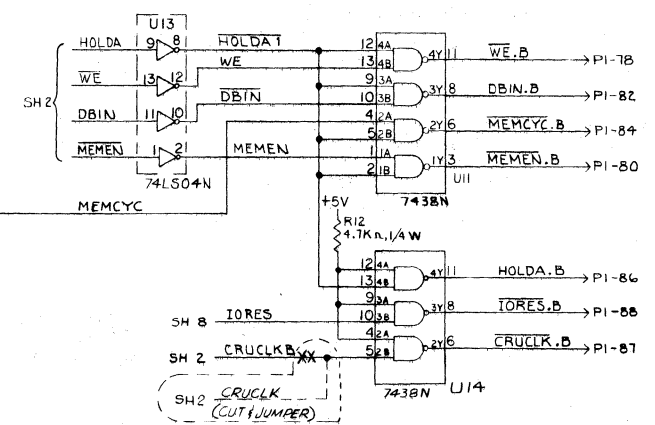 U13
HOLDA 9 8 HOLDA1 12 4A 4Y 11 WE.B P1-78
WE 13 12 WE 13 4B
9 3A 3Y 8 DBIN.B P1-82
SH 2
DBIN 11 10 DBIN 10 3B
4 2A 2Y 6 MEMCYC.B P1-84
5 2B
MEMEN 1 2 MEMEN 1 1A 1Y 3 MEMEN.B P1-80
2 1B U11
74LS04N
7438N
MEMCYC
+5V
R12
4.7KΩ, 1/4 W
12 4A 4Y 11 HOLDA.B P1-86
13 4B
9 3A 3Y 8 IORES.B P1-88
SH 8 IORES 10 3B
4 2A 2Y 6 CRUCLK.B P1-87
SH 2 CRUCLKB XX 5 2B
7438N U14
SH2 CRUCLK
(CUT & JUMPER)